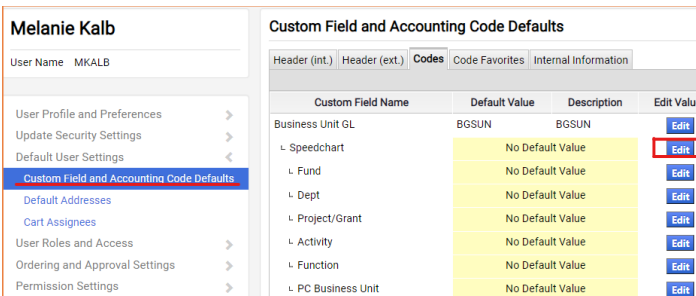 Melanie Kalb
User Name MKALB
User Profile and Preferences
Update Security Settings
Default User Settings
Custom Field and Accounting Code Defaults
Default Addresses
Cart Assignees
User Roles and Access
Ordering and Approval Settings
Permission Settings
Custom Field and Accounting Code Defaults
Header (int.) Header (ext.) Codes Code Favorites Internal Information
Custom Field Name Default Value Description Edit Valu
Business Unit GL BGSUN BGSUN Edit
Speedchart No Default Value Edit
Fund No Default Value Edit
Dept No Default Value Edit
Project/Grant No Default Value Edit
Activity No Default Value Edit
Function No Default Value Edit
PC Business Unit No Default Value Edit